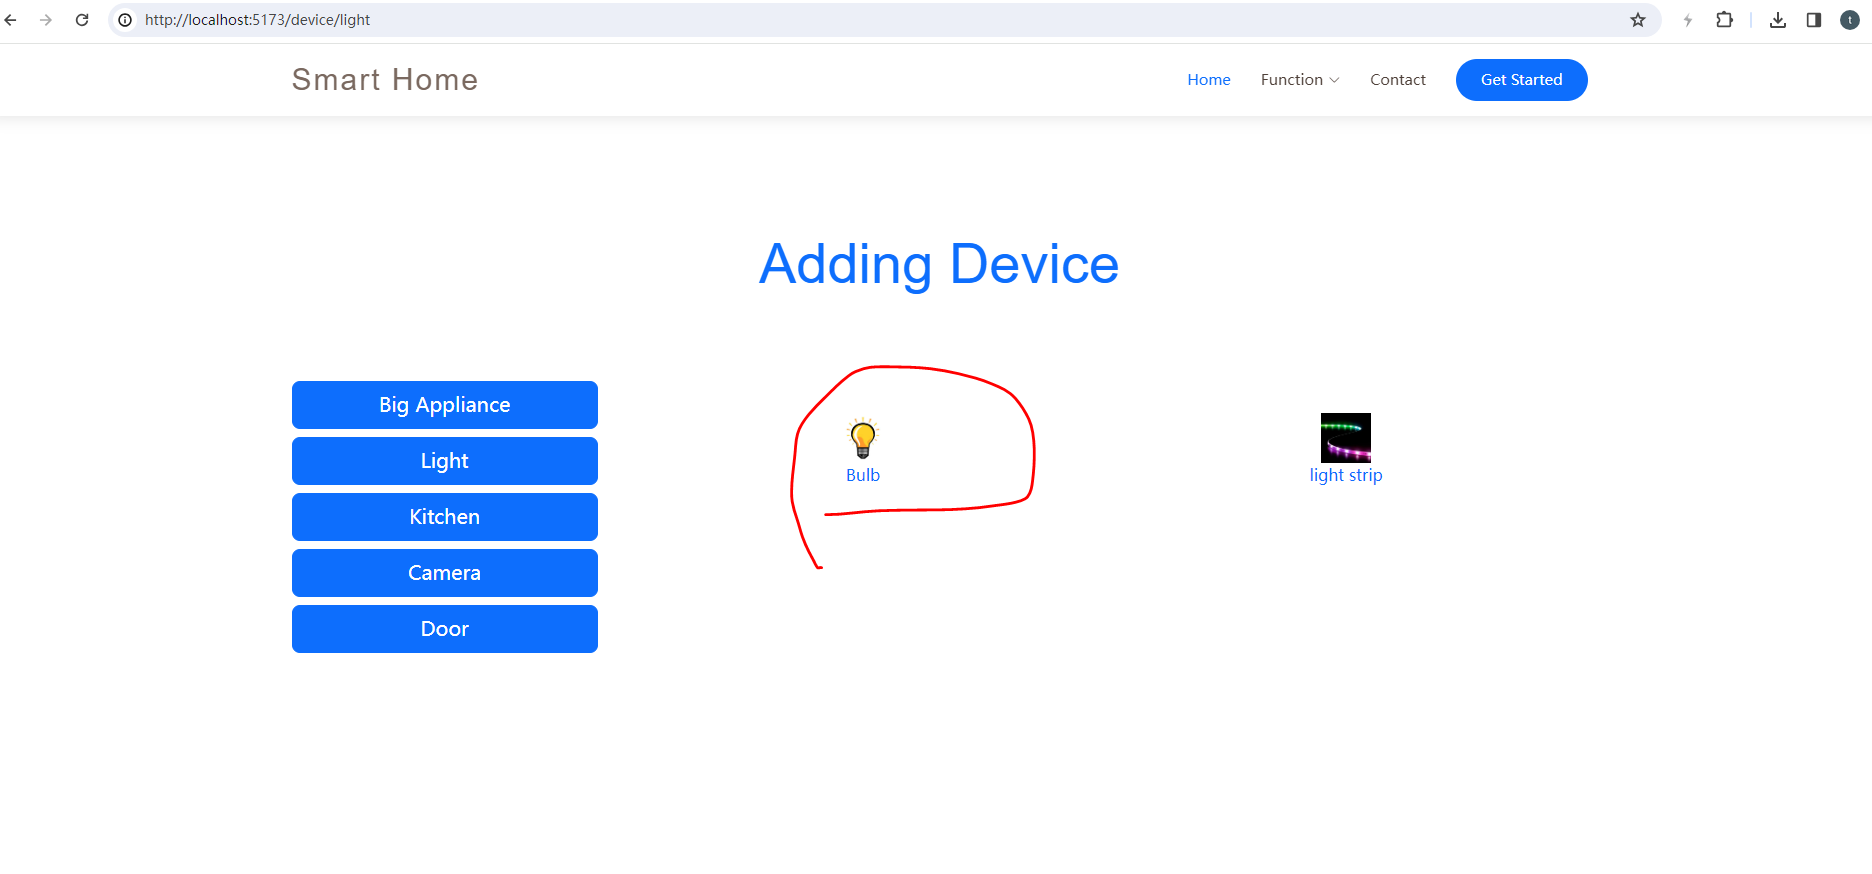 http://localhost:5173/device/light
t
Smart Home
Home Function Contact Get Started
Adding Device
Big Appliance
Light
Kitchen
Camera
Door
Bulb
light strip